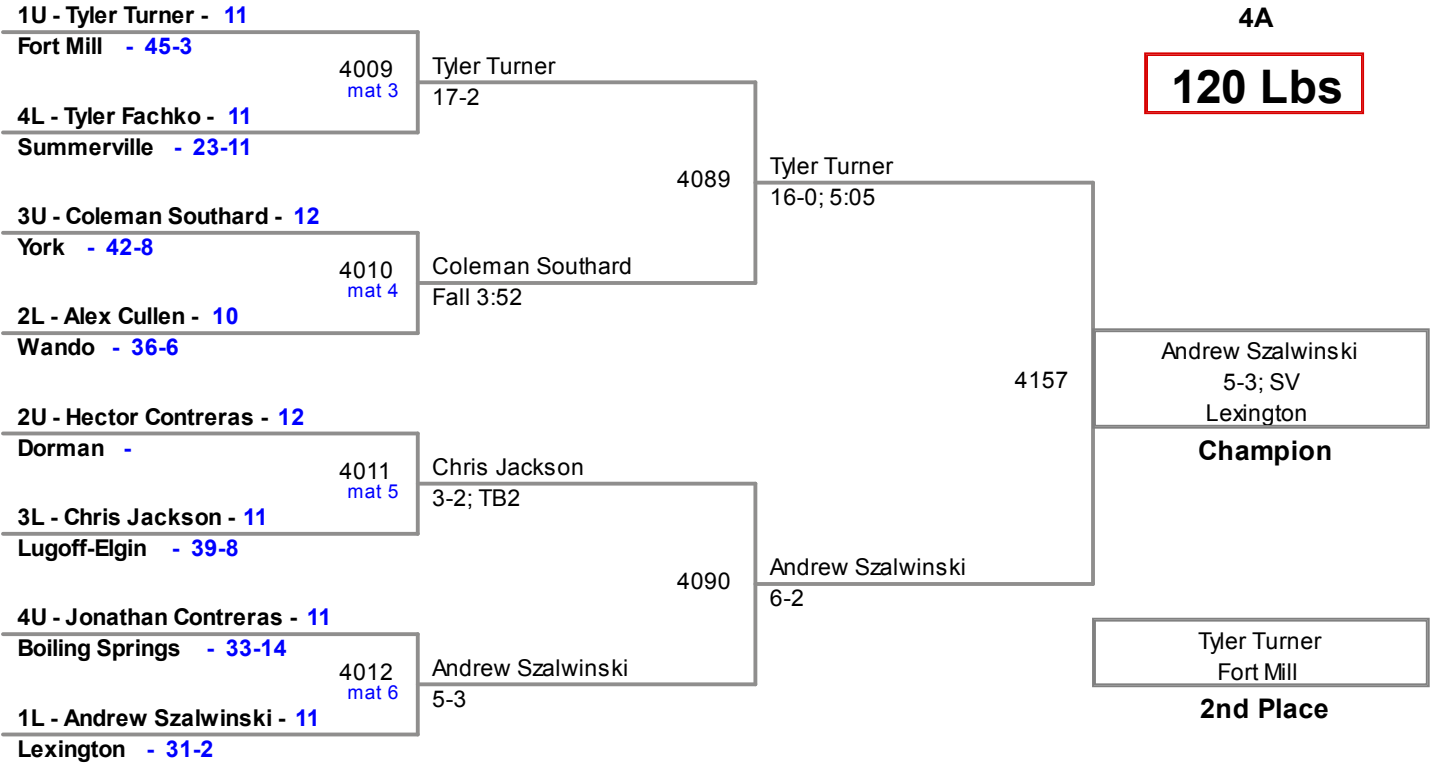 1U - Tyler Turner - 11
Fort Mill - 45-3
4009
mat 3
4L - Tyler Fachko - 11
Summerville - 23-11
3U - Coleman Southard - 12
York - 42-8
4010
mat 4
2L - Alex Cullen - 10
Wando - 36-6
2U - Hector Contreras - 12
Dorman -
4011
mat 5
3L - Chris Jackson - 11
Lugoff-Elgin - 39-8
4U - Jonathan Contreras - 11
Boiling Springs - 33-14
4012
mat 6
1L - Andrew Szalwinski - 11
Lexington - 31-2
Tyler Turner
17-2
4089
Coleman Southard
Fall 3:52
Chris Jackson
3-2; TB2
4090
Andrew Szalwinski
5-3
Tyler Turner
16-0; 5:05
4157
Andrew Szalwinski
6-2
4A
120 Lbs
Andrew Szalwinski
5-3; SV
Lexington
Champion
Tyler Turner
Fort Mill
2nd Place